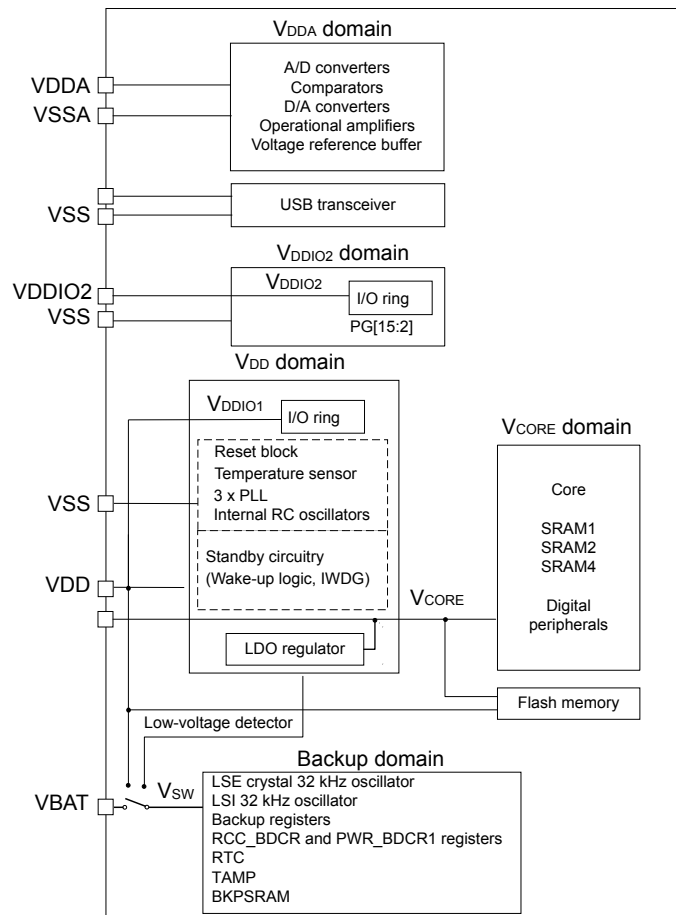 VDDA domain
VDDA
VSSA
A/D converters
Comparators
D/A converters
Operational amplifiers
Voltage reference buffer
VSS
USB transceiver
VDDIO2 domain
VDDIO2
VSS
VDDIO2
I/O ring
PG[15:2]
VDD domain
VDDIO1
I/O ring
VSS
Reset block
Temperature sensor
3 x PLL
Internal RC oscillators
VDD
Standby circuitry
(Wake-up logic, IWDG)
LDO regulator
VCORE
VCORE domain
Core
SRAM1
SRAM2
SRAM4
Digital
peripherals
Flash memory
Low-voltage detector
Backup domain
VBAT
VSW
LSE crystal 32 kHz oscillator
LSI 32 kHz oscillator
Backup registers
RCC_BDCR and PWR_BDCR1 registers
RTC
TAMP
BKPSRAM